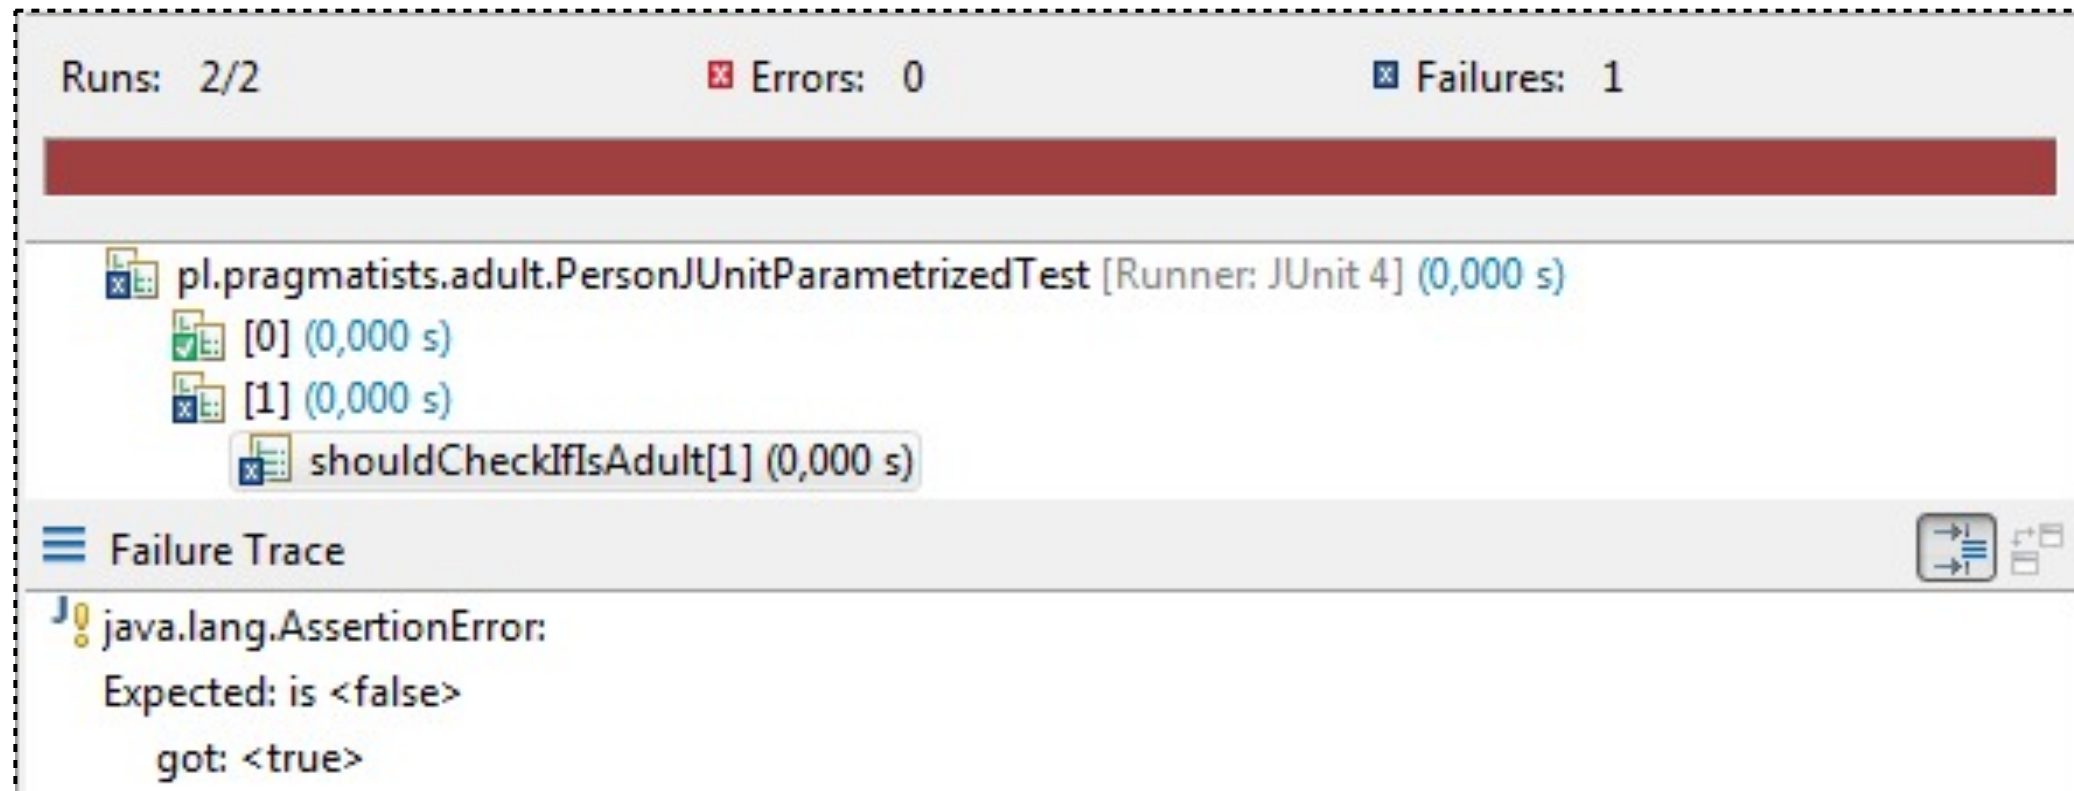 Runs: 2/2 Errors: 0 Failures: 1
pl.pragmatists.adult.PersonJUnitParametrizedTest [Runner: JUnit 4] (0,000 s)
[0] (0,000 s)
[1] (0,000 s)
shouldCheckIfIsAdult[1] (0,000 s)
Failure Trace
java.lang.AssertionError:
Expected: is <false>
got: <true>